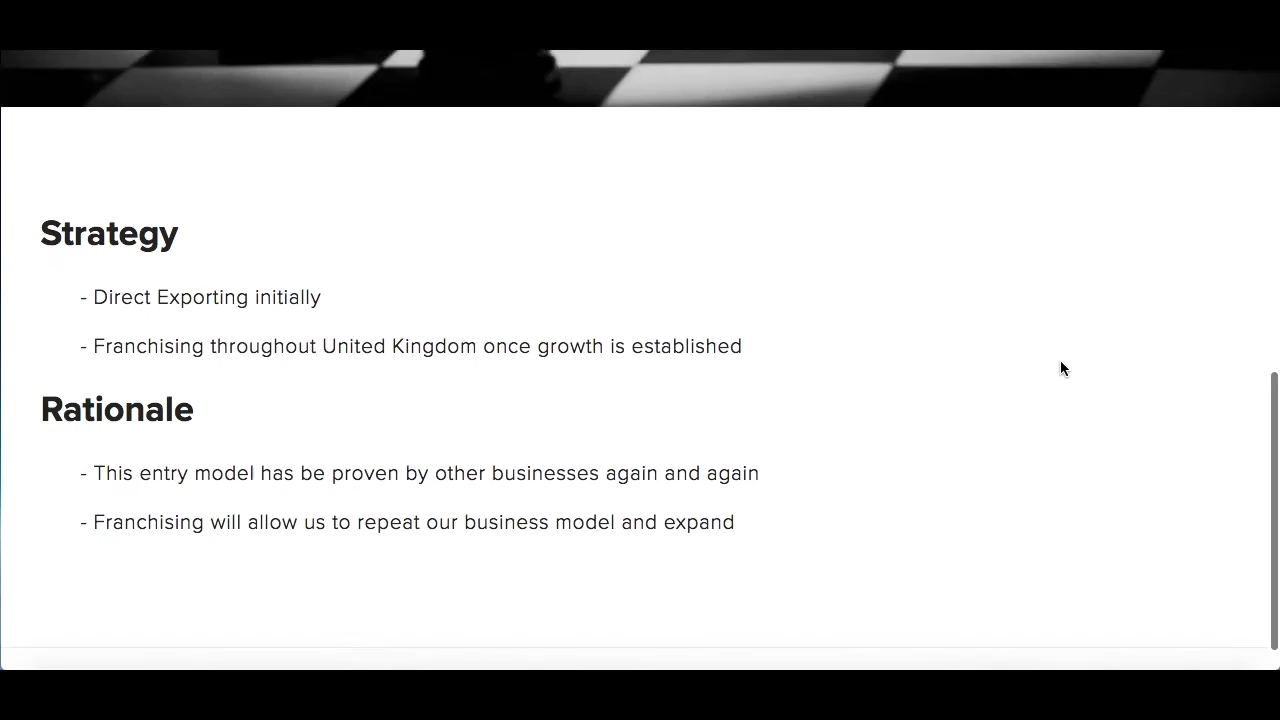 Strategy
- Direct Exporting initially
- Franchising throughout United Kingdom once growth is established
Rationale
- This entry model has be proven by other businesses again and again
- Franchising will allow us to repeat our business model and expand